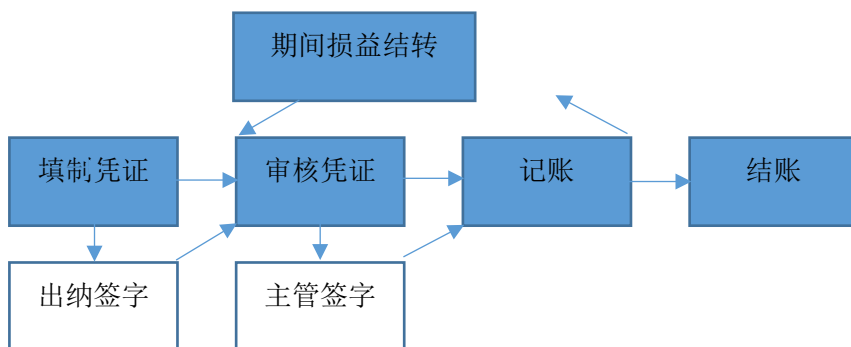 期间损益结转
填制凭证
审核凭证
记账
结账
出纳签字
主管签字